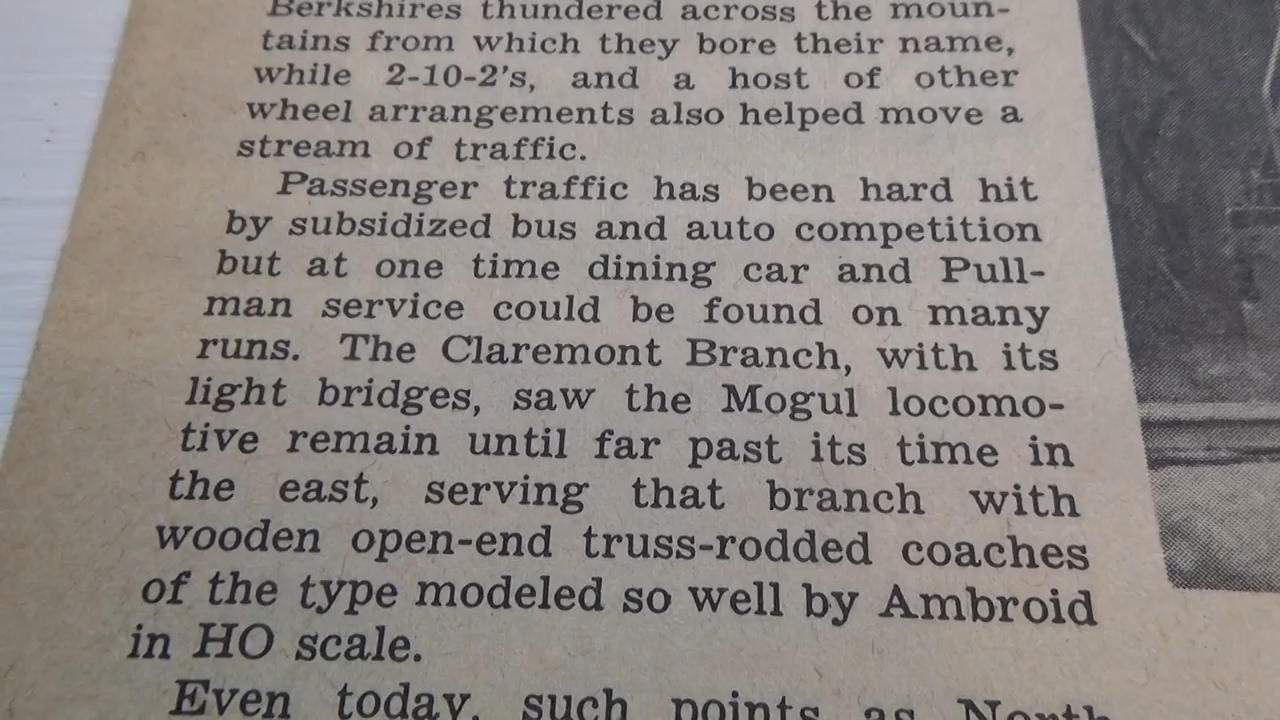 Berkshires thundered across the moun-
tains from which they bore their name,
while 2-10-2's, and a host of other
wheel arrangements also helped move a
stream of traffic.
Passenger traffic has been hard hit
by subsidized bus and auto competition
but at one time dining car and Pull-
man service could be found on many
runs. The Claremont Branch, with its
light bridges, saw the Mogul locomo-
tive remain until far past its time in
the east, serving that branch with
wooden open-end truss-rodded coaches
of the type modeled so well by Ambroid
in HO scale.
Even today, such points as North